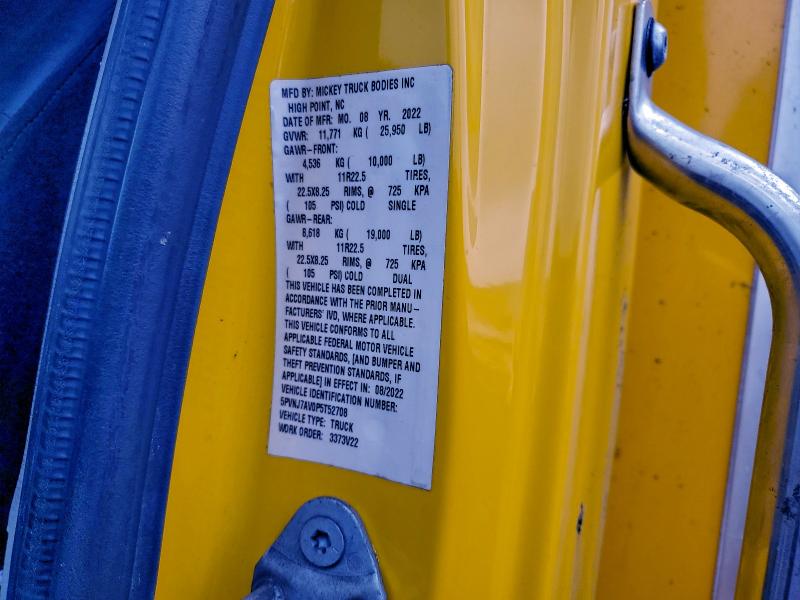 MFD BY: MICKEY TRUCK BODIES INC
HIGH POINT, NC
DATE OF MFR: MO. 08 YR. 2022
GVWR: 11,771 KG ( 25,950 LB)
GAWR-FRONT:
4,536 KG ( 10,000 LB)
WITH 11R22.5 TIRES,
22.5X8.25 RIMS, @ 725 KPA
( 105 PSI) COLD SINGLE
GAWR-REAR:
8,618 KG ( 19,000 LB)
WITH 11R22.5 TIRES,
22.5X8.25 RIMS, @ 725 KPA
( 105 PSI) COLD DUAL
THIS VEHICLE HAS BEEN COMPLETED IN
ACCORDANCE WITH THE PRIOR MANU-
FACTURERS' IVD, WHERE APPLICABLE.
THIS VEHICLE CONFORMS TO ALL
APPLICABLE FEDERAL MOTOR VEHICLE
SAFETY STANDARDS, [AND BUMPER AND
THEFT PREVENTION STANDARDS, IF
APPLICABLE] IN EFFECT IN: 08/2022
VEHICLE IDENTIFICATION NUMBER:
5PVNJ7AV0P5T52708
VEHICLE TYPE: TRUCK
WORK ORDER: 3373V22